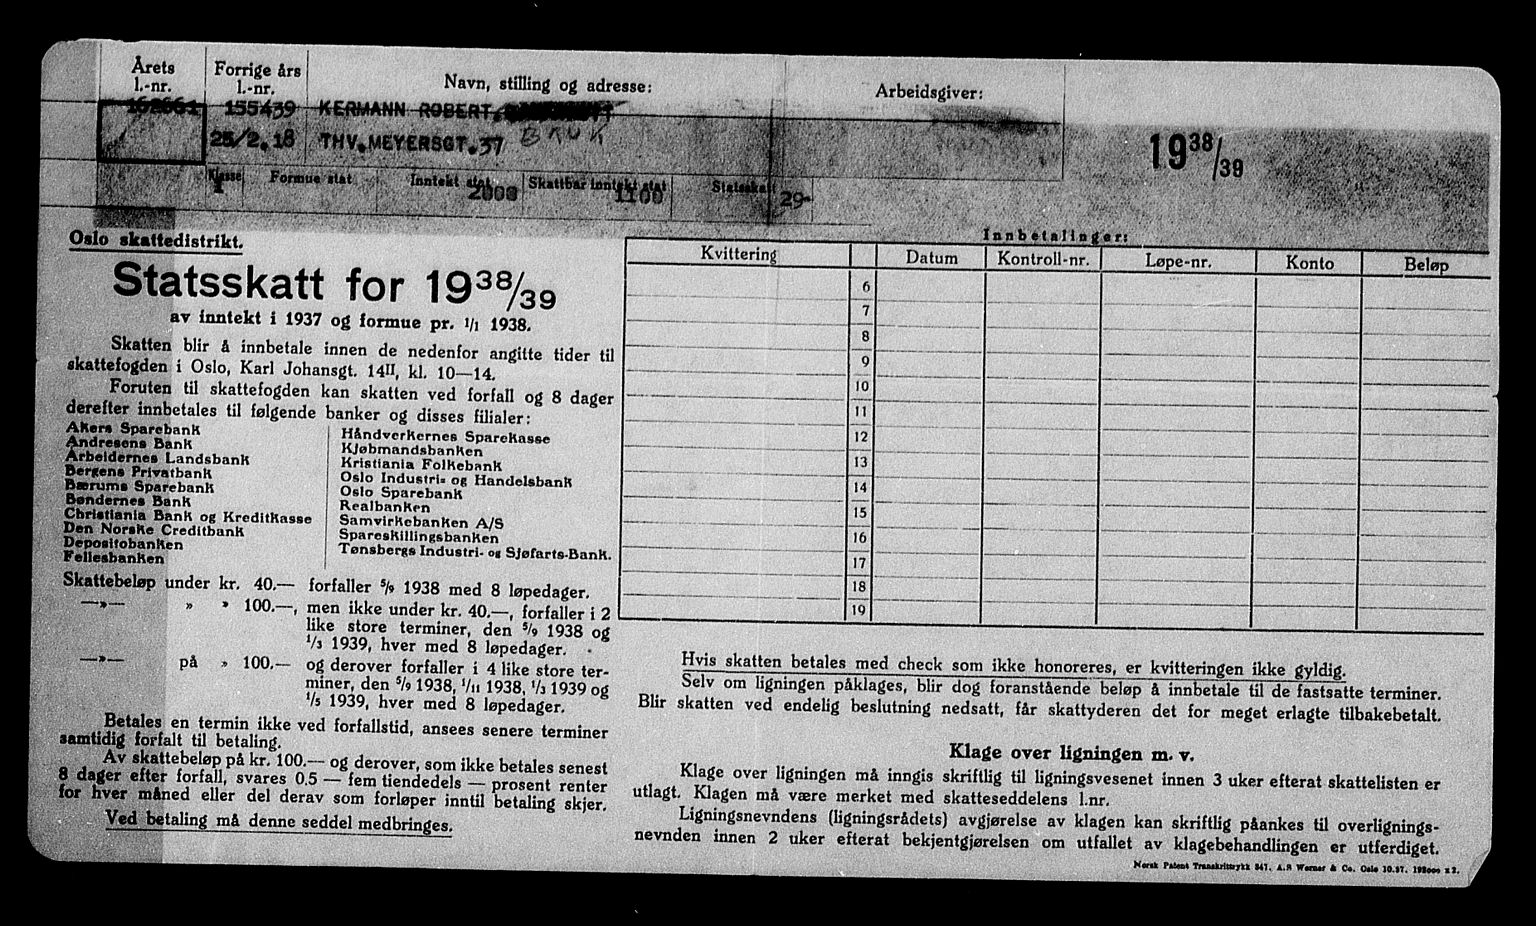 Årets
l.-nr.
Forrige års
l.-nr.
Navn, stilling og adresse:
Arbeidsgiver:
162661 155439 KERMANN ROBERT,
25/2.18 THV.MEYERSGT.37
19³⁸/39
Klasse Formue stat Inntekt stat Skattbar inntekt stat Statsskatt
1 2000 1100 29-
Oslo skattedistrikt.
Statsskatt for 19³⁸/39
av inntekt i 1937 og formue pr. 1/1 1938.
Skatten blir å innbetale innen de nedenfor angitte tider til
skattefogden i Oslo, Karl Johansgt. 14II, kl. 10—14.
Foruten til skattefogden kan skatten ved forfall og 8 dager
derefter innbetales til følgende banker og disses filialer:
Akers Sparebank
Andresens Bank
Arbeidernes Landsbank
Bergens Privatbank
Bærums Sparebank
Bøndernes Bank
Christiania Bank og Kreditkasse
Den Norske Creditbank
Depositobanken
Fellesbanken
Håndverkernes Sparekasse
Kjøbmandsbanken
Kristiania Folkebank
Oslo Industri- og Handelsbank
Oslo Sparebank
Realbanken
Samvirkebanken A/S
Spareskillingsbanken
Tønsbergs Industri- og Sjøfarts-Bank.
Skattebeløp under kr. 40.— forfaller 5/9 1938 med 8 løpedager.
—»— » » 100.—, men ikke under kr. 40.—, forfaller i 2
like store terminer, den 5/9 1938 og
1/3 1939, hver med 8 løpedager.
—»— på » 100.— og derover forfaller i 4 like store ter-
miner, den 5/9 1938, 1/11 1938, 1/3 1939 og
1/5 1939, hver med 8 løpedager.
Betales en termin ikke ved forfallstid, ansees senere terminer
samtidig forfalt til betaling.
Av skattebeløp på kr. 100.— og derover, som ikke betales senest
8 dager efter forfall, svares 0,5 — fem tiendedels — prosent renter
for hver måned eller del derav som forløper inntil betaling skjer.
Ved betaling må denne seddel medbringes.
Innbetalinger:
Kvittering Datum Kontroll-nr. Løpe-nr. Konto Beløp
6
7
8
9
10
11
12
13
14
15
16
17
18
19
Hvis skatten betales med check som ikke honoreres, er kvitteringen ikke gyldig.
Selv om ligningen påklages, blir dog foranstående beløp å innbetale til de fastsatte terminer.
Blir skatten ved endelig beslutning nedsatt, får skattyderen det for meget erlagte tilbakebetalt.
Klage over ligningen m. v.
Klage over ligningen må inngis skriftlig til ligningsvesenet innen 3 uker efterat skattelisten er
utlagt. Klagen må være merket med skatteseddelens l.nr.
Ligningsnevndens (ligningsrådets) avgjørelse av klagen kan skriftlig påankes til overlignings-
nevnden innen 2 uker efterat bekjentgjørelsen om utfallet av klagebehandlingen er utferdiget.
Norsk Patent Transkrittrykk 847. A.S Werner & Co. Oslo 10.37.